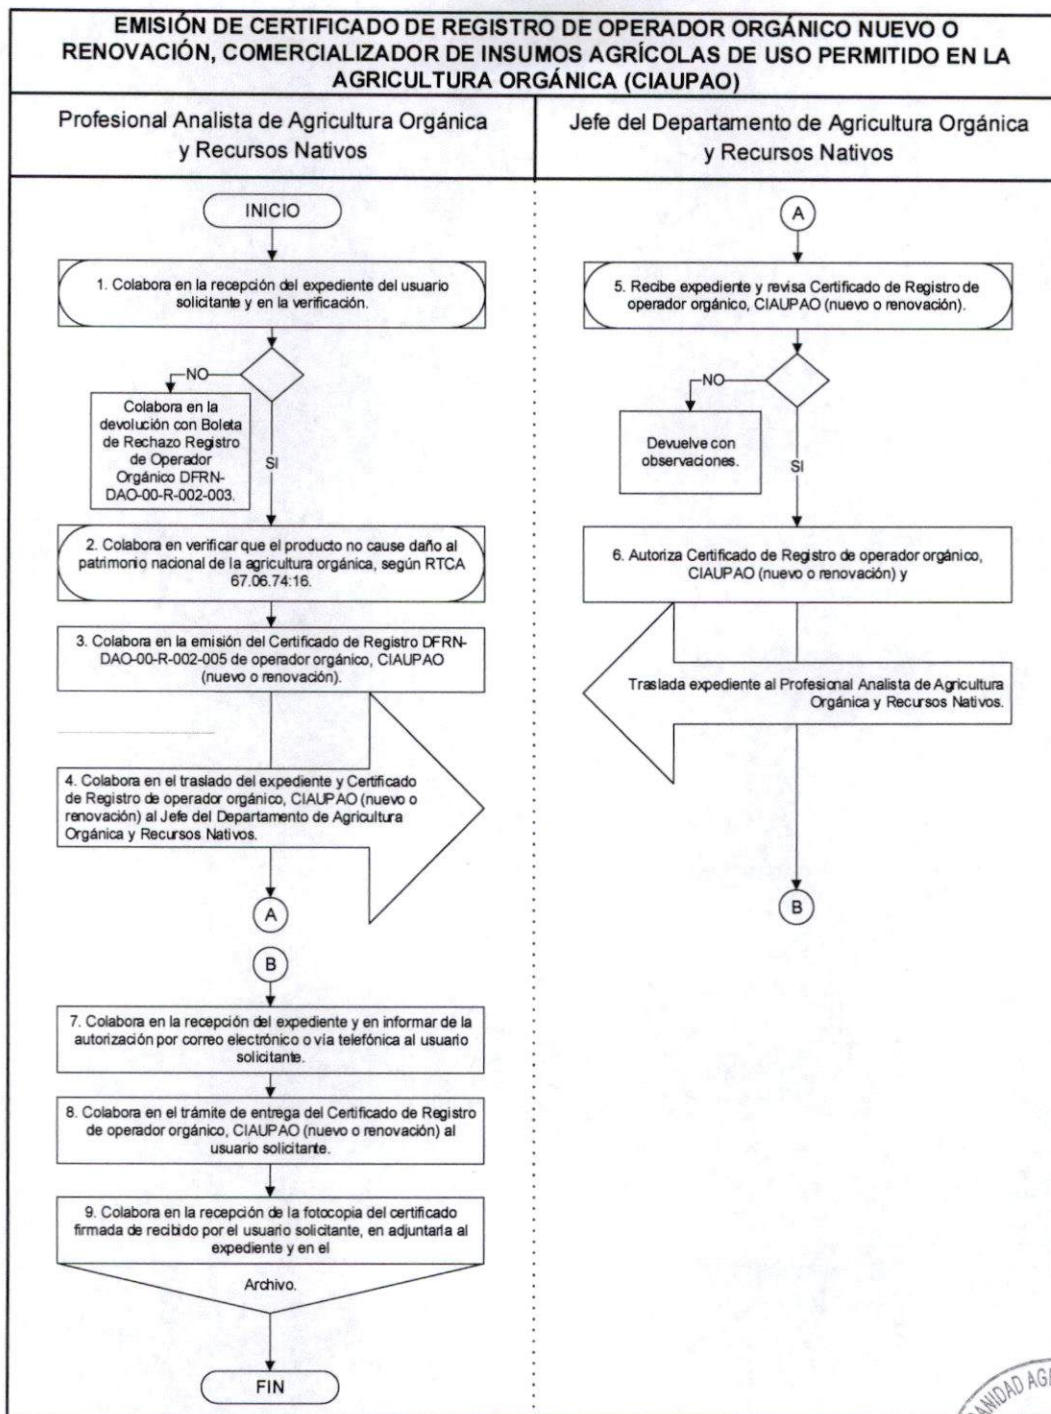 EMISIÓN DE CERTIFICADO DE REGISTRO DE OPERADOR ORGÁNICO NUEVO O
RENOVACIÓN, COMERCIALIZADOR DE INSUMOS AGRÍCOLAS DE USO PERMITIDO EN LA
AGRICULTURA ORGÁNICA (CIAUPAO)
Profesional Analista de Agricultura Orgánica
y Recursos Nativos
INICIO
1. Colabora en la recepción del expediente del usuario
solicitante y en la verificación.
NO
Colabora en la
devolución con Boleta
de Rechazo Registro
de Operador
Orgánico DFRN-
DAO-00-R-002-003.
SI
2. Colabora en verificar que el producto no cause daño al
patrimonio nacional de la agricultura orgánica, según RTCA
67.06.74:16.
3. Colabora en la emisión del Certificado de Registro DFRN-
DAO-00-R-002-005 de operador orgánico, CIAUPAO
(nuevo o renovación).
4. Colabora en el traslado del expediente y Certificado
de Registro de operador orgánico, CIAUPAO (nuevo o
renovación) al Jefe del Departamento de Agricultura
Orgánica y Recursos Nativos.
A
B
7. Colabora en la recepción del expediente y en informar de la
autorización por correo electrónico o vía telefónica al usuario
solicitante.
8. Colabora en el trámite de entrega del Certificado de Registro
de operador orgánico, CIAUPAO (nuevo o renovación) al
usuario solicitante.
9. Colabora en la recepción de la fotocopia del certificado
firmada de recibido por el usuario solicitante, en adjuntarla al
expediente y en el
Archivo.
FIN
Jefe del Departamento de Agricultura Orgánica
y Recursos Nativos
A
5. Recibe expediente y revisa Certificado de Registro de
operador orgánico, CIAUPAO (nuevo o renovación).
NO
Devuelve con
observaciones.
SI
6. Autoriza Certificado de Registro de operador orgánico,
CIAUPAO (nuevo o renovación) y
Traslada expediente al Profesional Analista de Agricultura
Orgánica y Recursos Nativos.
B